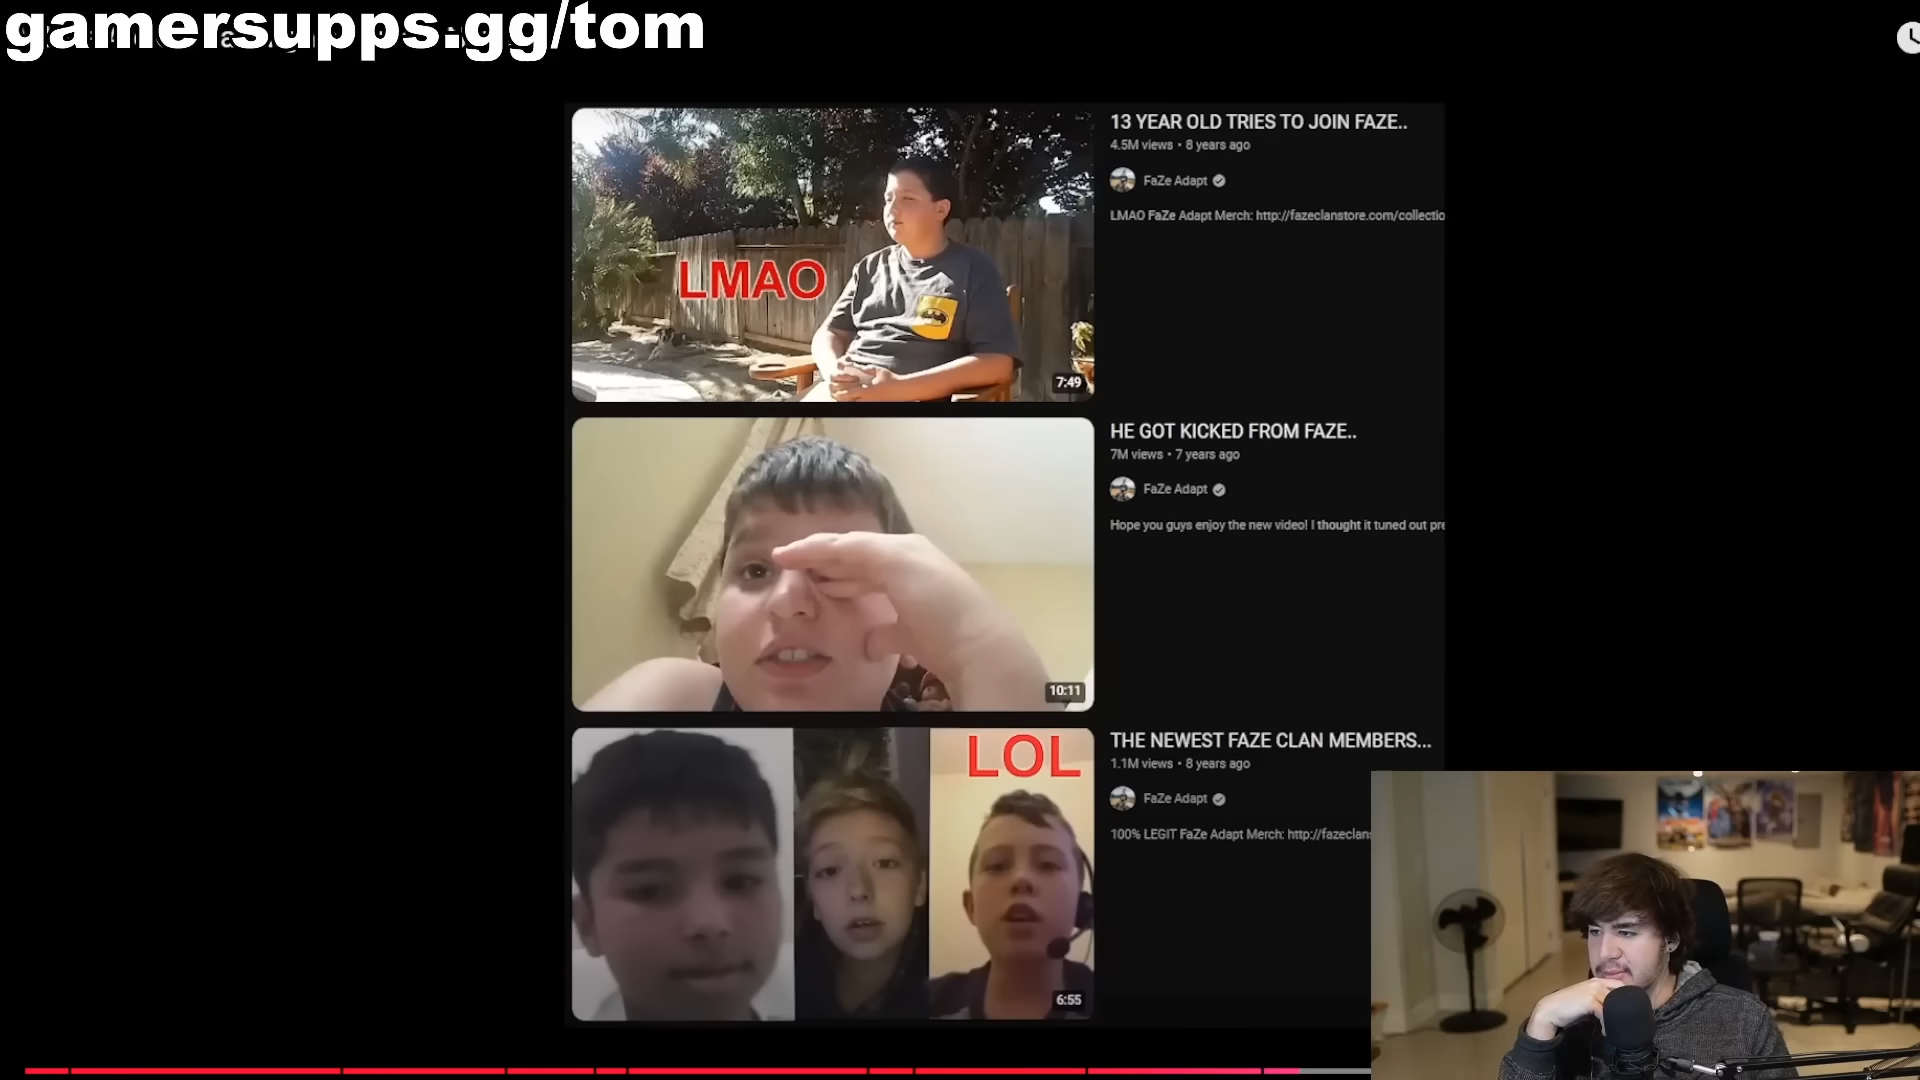 gamersupps.gg/tom
13 YEAR OLD TRIES TO JOIN FAZE..
4.5M views • 8 years ago
FaZe Adapt
LMAO FaZe Adapt Merch: http://fazeclanstore.com/collectio
LMAO
7:49
HE GOT KICKED FROM FAZE..
7M views • 7 years ago
FaZe Adapt
Hope you guys enjoy the new video! I thought it tuned out pre
10:11
THE NEWEST FAZE CLAN MEMBERS...
1.1M views • 8 years ago
FaZe Adapt
100% LEGIT FaZe Adapt Merch: http://fazeclans
LOL
6:55